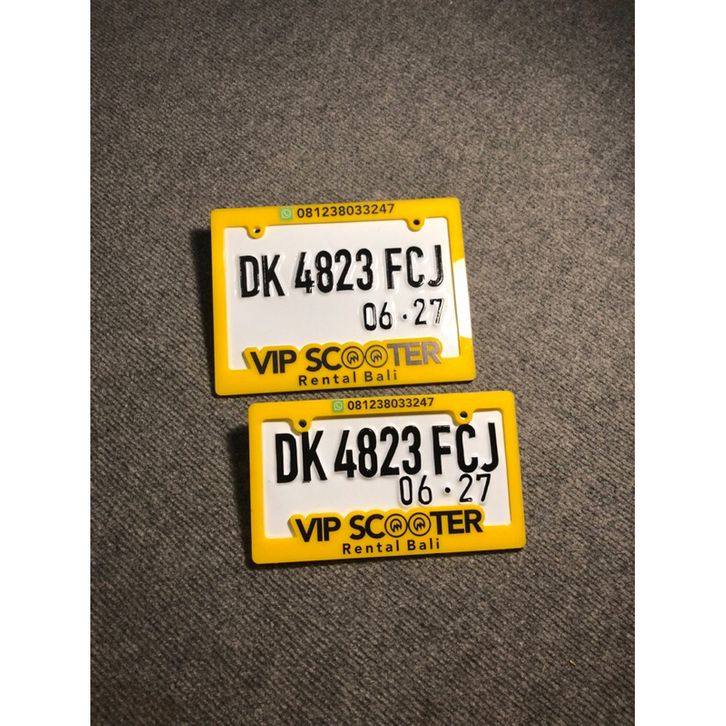 081238033247
DK 4823 FCJ
06 · 27
VIP SCOOTER
Rental Bali
081238033247
DK 4823 FCJ
06 · 27
VIP SCOOTER
Rental Bali